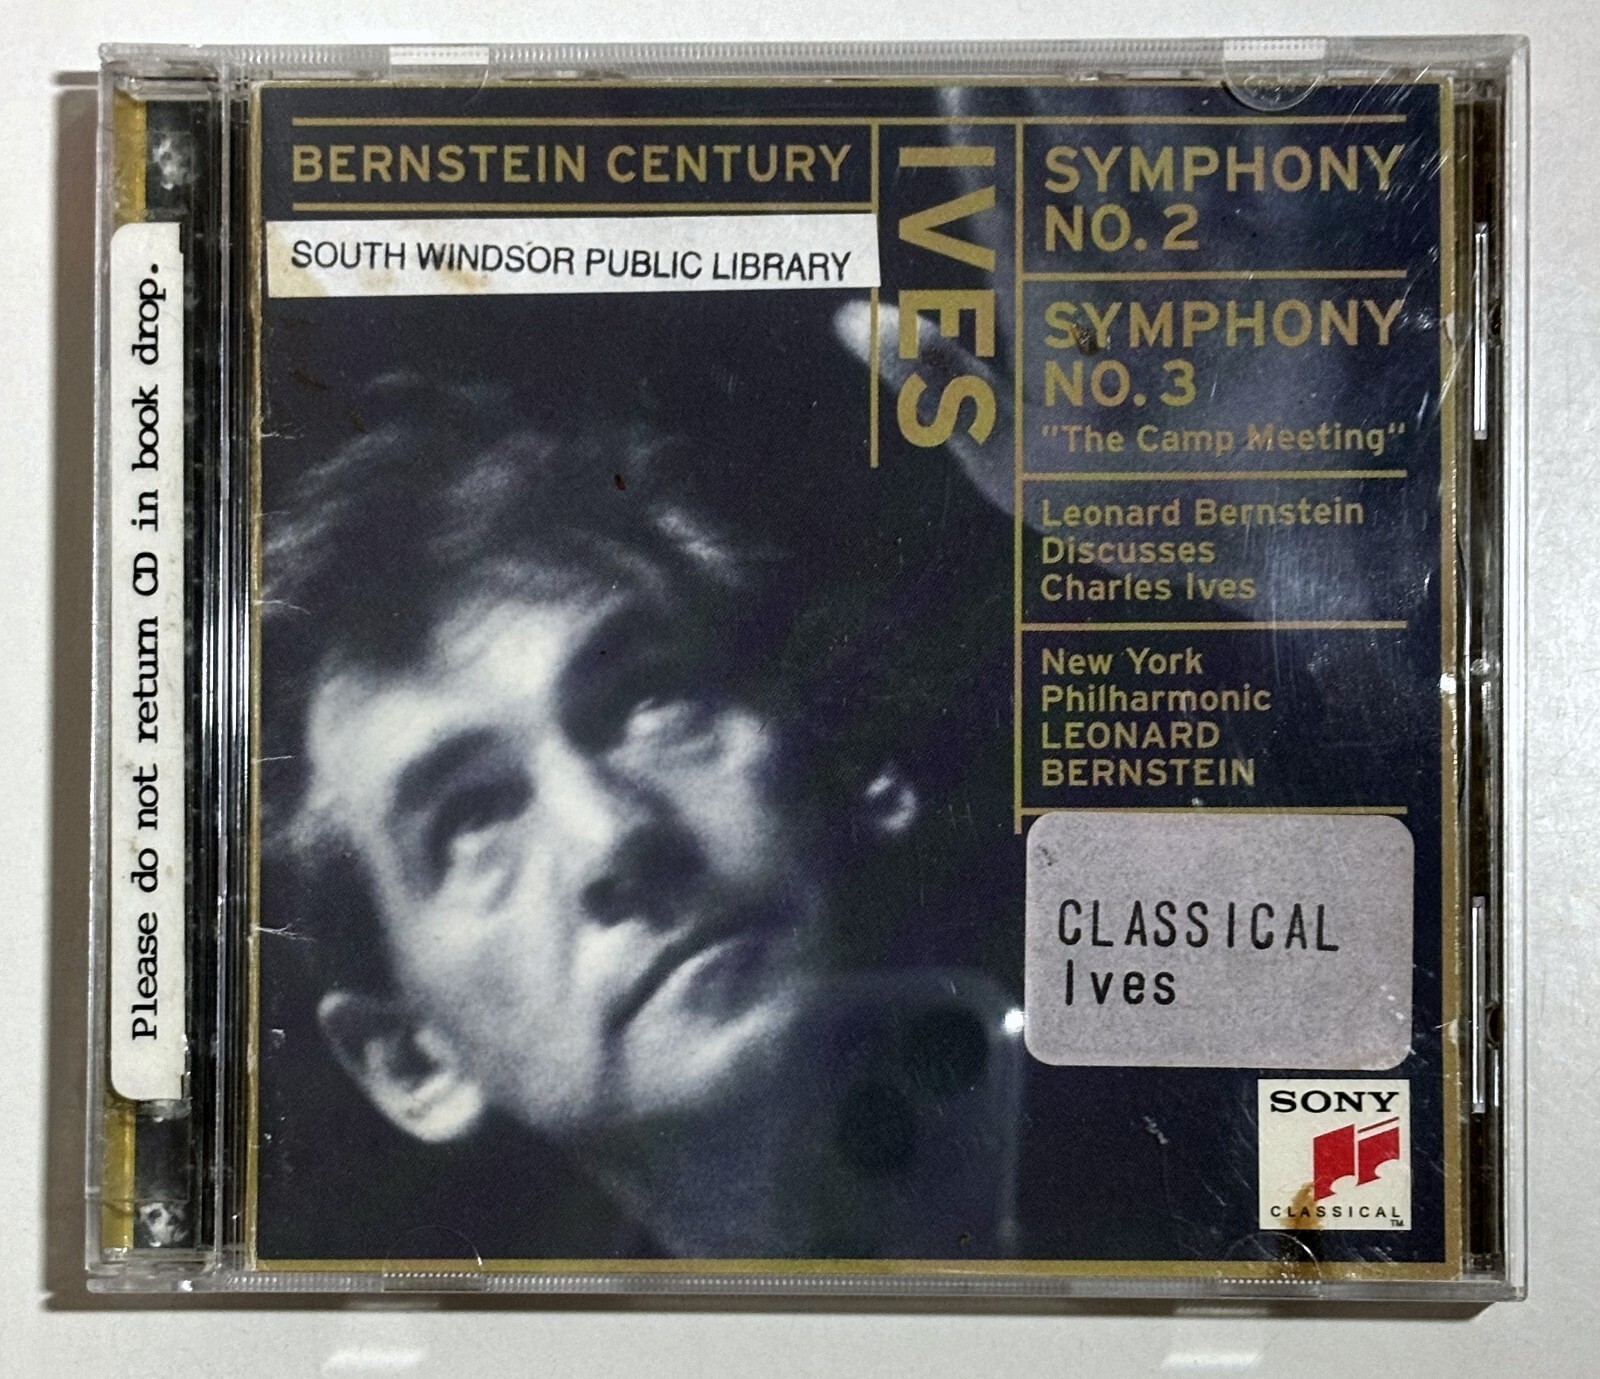 Please do not return CD in book drop.
BERNSTEIN CENTURY
SOUTH WINDSOR PUBLIC LIBRARY
IVES
SYMPHONY
NO. 2
SYMPHONY
NO. 3
"The Camp Meeting"
Leonard Bernstein
Discusses
Charles Ives
New York
Philharmonic
LEONARD
BERNSTEIN
CLASSICAL
Ives
SONY
CLASSICAL
TM